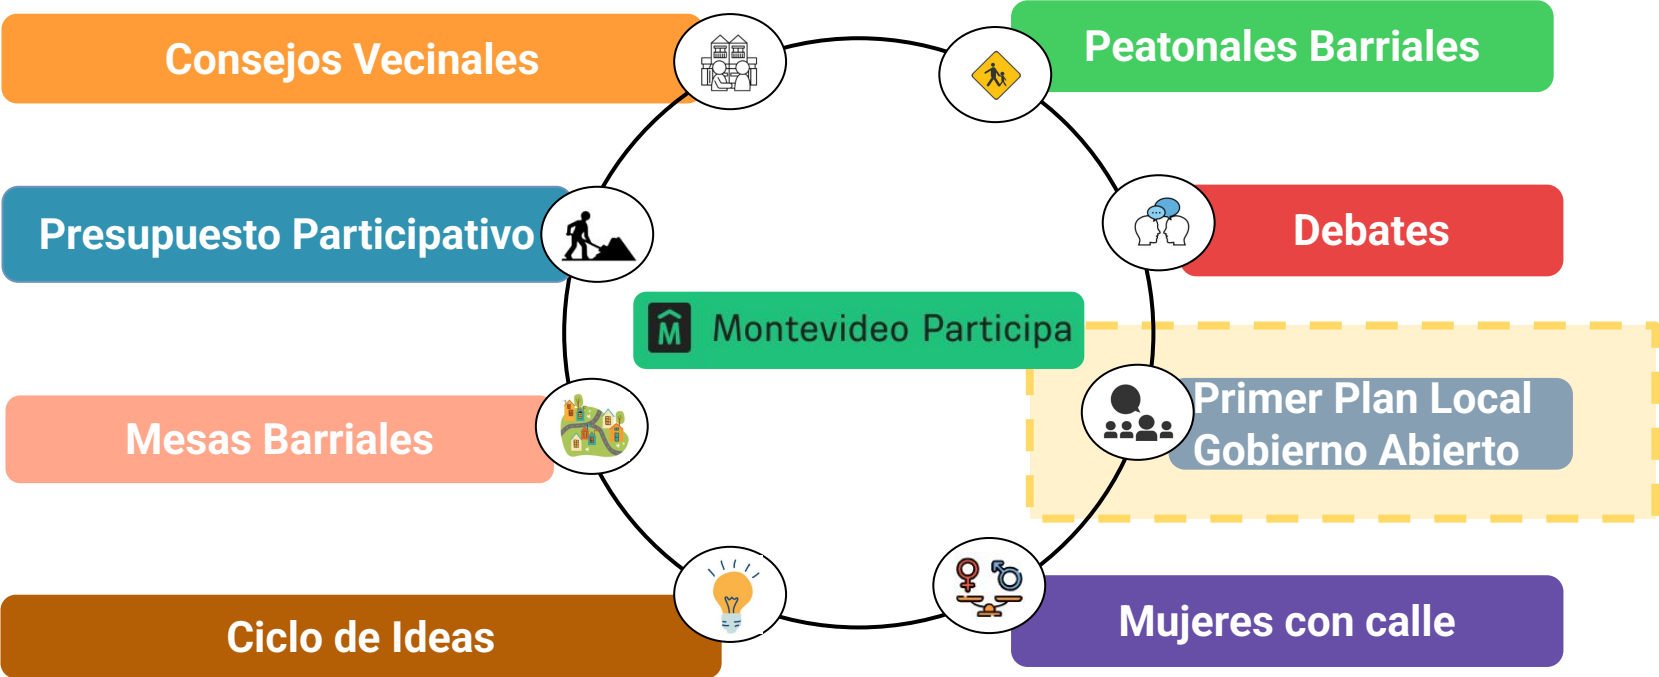 Consejos Vecinales
Peatonales Barriales
Presupuesto Participativo
Debates
M Montevideo Participa
Mesas Barriales
Primer Plan Local
Gobierno Abierto
Ciclo de Ideas
Mujeres con calle